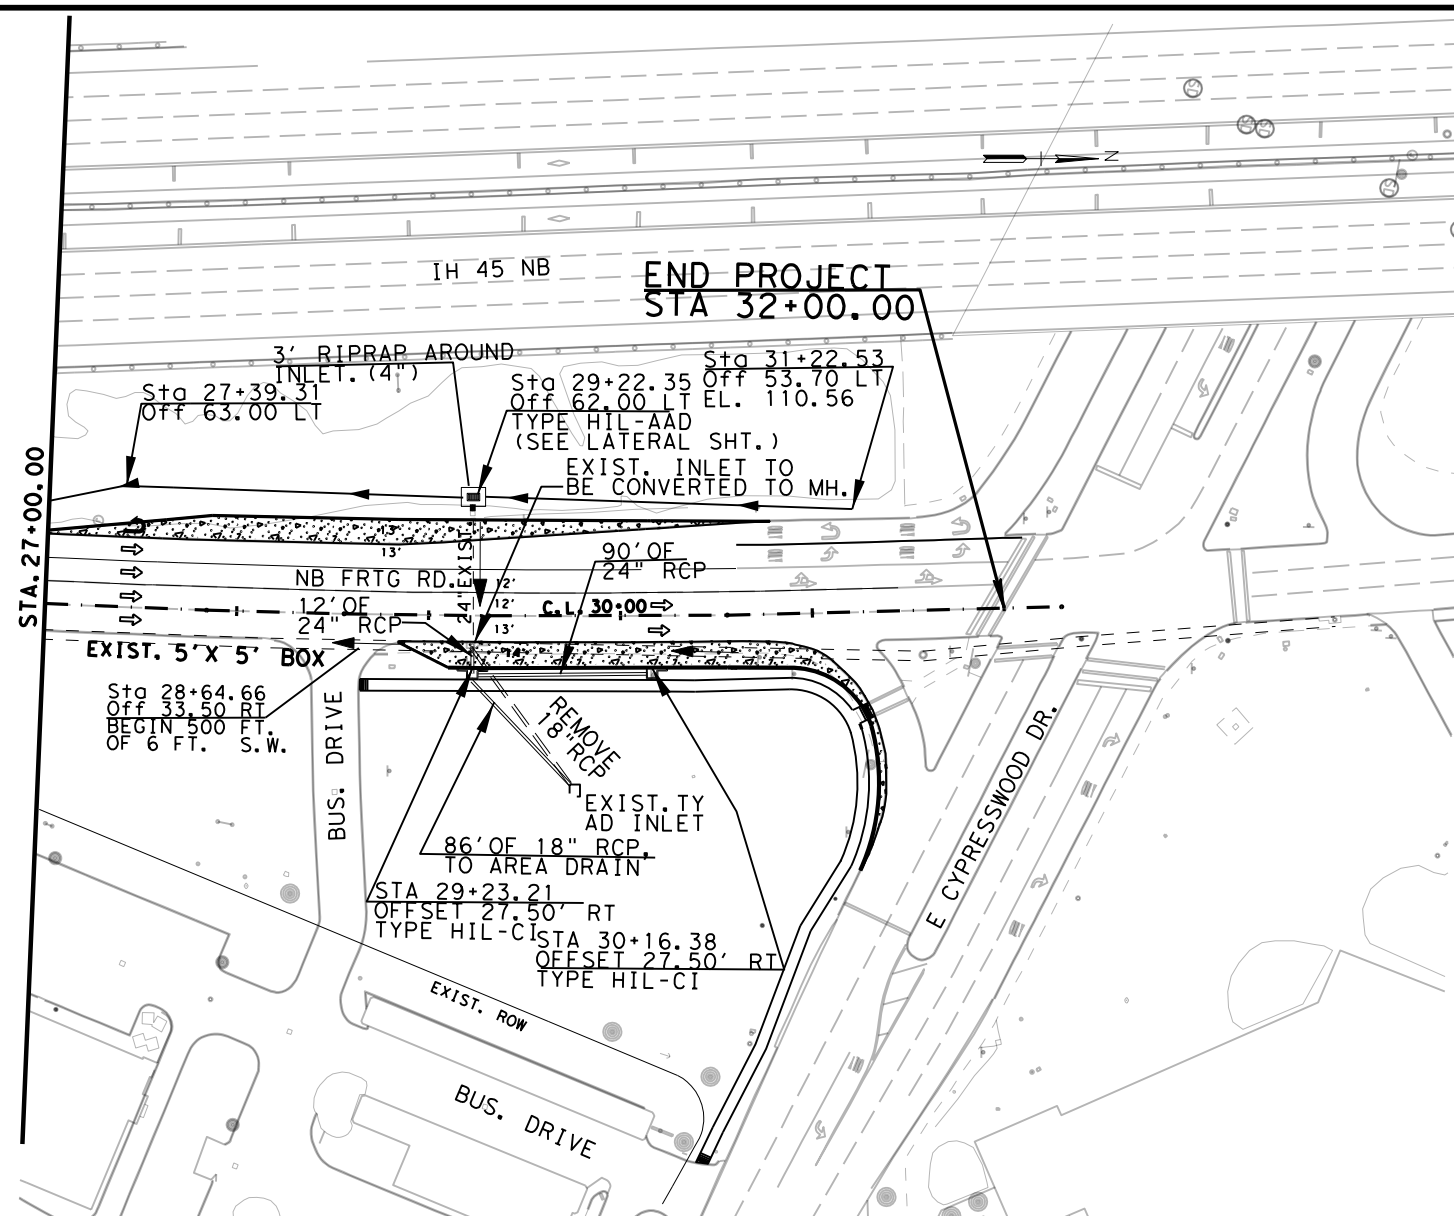 N
IH 45 NB
END PROJECT
STA 32+00.00
3' RIPRAP AROUND
INLET.(4")
Sta 27+39.31
Off 63.00 LT
Sta 29+22.35
Off 62.00 LT
TYPE HIL-AAD
(SEE LATERAL SHT.)
Sta 31+22.53
Off 53.70 LT
EL. 110.56
EXIST. INLET TO
BE CONVERTED TO MH.
STA.27+00.00
13'
13'
24"EXIST.
90'OF
24" RCP
NB FRTG RD.
12'
12'
13'
C.L. 30+00
12'OF
24" RCP
EXIST. 5'X 5' BOX
14'
Sta 28+64.66
Off 33.50 RT
BEGIN 500 FT.
OF 6 FT. S.W.
BUS. DRIVE
REMOVE
18"RCP
EXIST.TY
AD INLET
86'OF 18" RCP,
TO AREA DRAIN
STA 29+23.21
OFFSET 27.50' RT
TYPE HIL-CI
STA 30+16.38
OFFSET 27.50' RT
TYPE HIL-CI
E CYPRESSWOOD DR.
EXIST. ROW
BUS. DRIVE